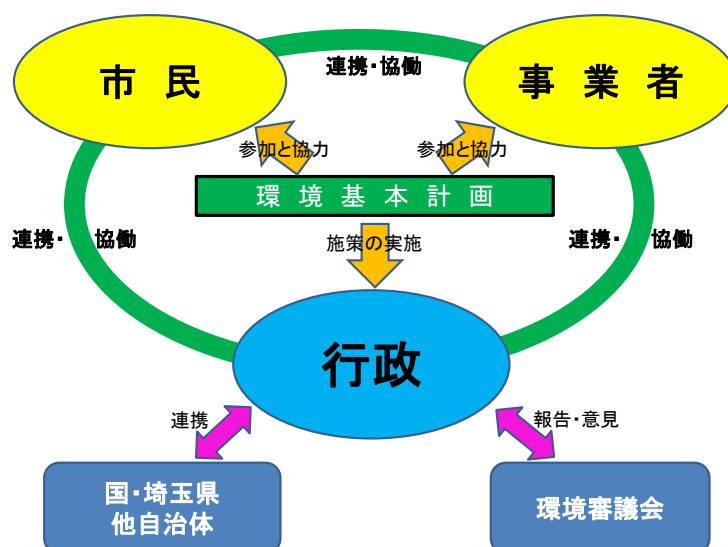 連携・協働
市 民
事 業 者
参加と協力
参加と協力
環 境 基 本 計 画
連携・ 協働
施策の実施
連携・ 協働
行政
連携
報告・意見
国・埼玉県
他自治体
環境審議会